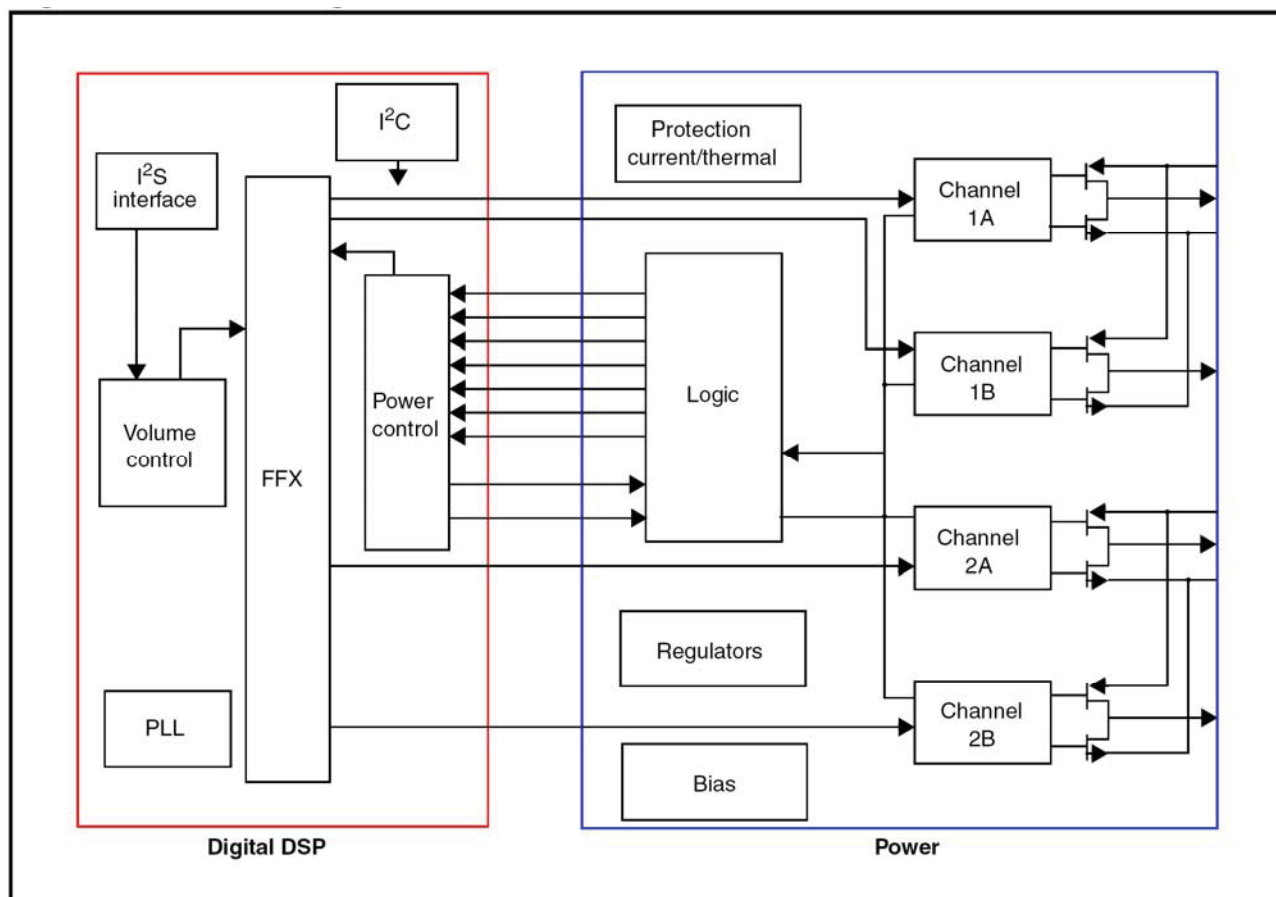 I²C
Protection
current/thermal
I²S
interface
Channel
1A
Channel
1B
Logic
Power
control
Volume
control
FFX
Channel
2A
Regulators
PLL
Channel
2B
Bias
Digital DSP
Power